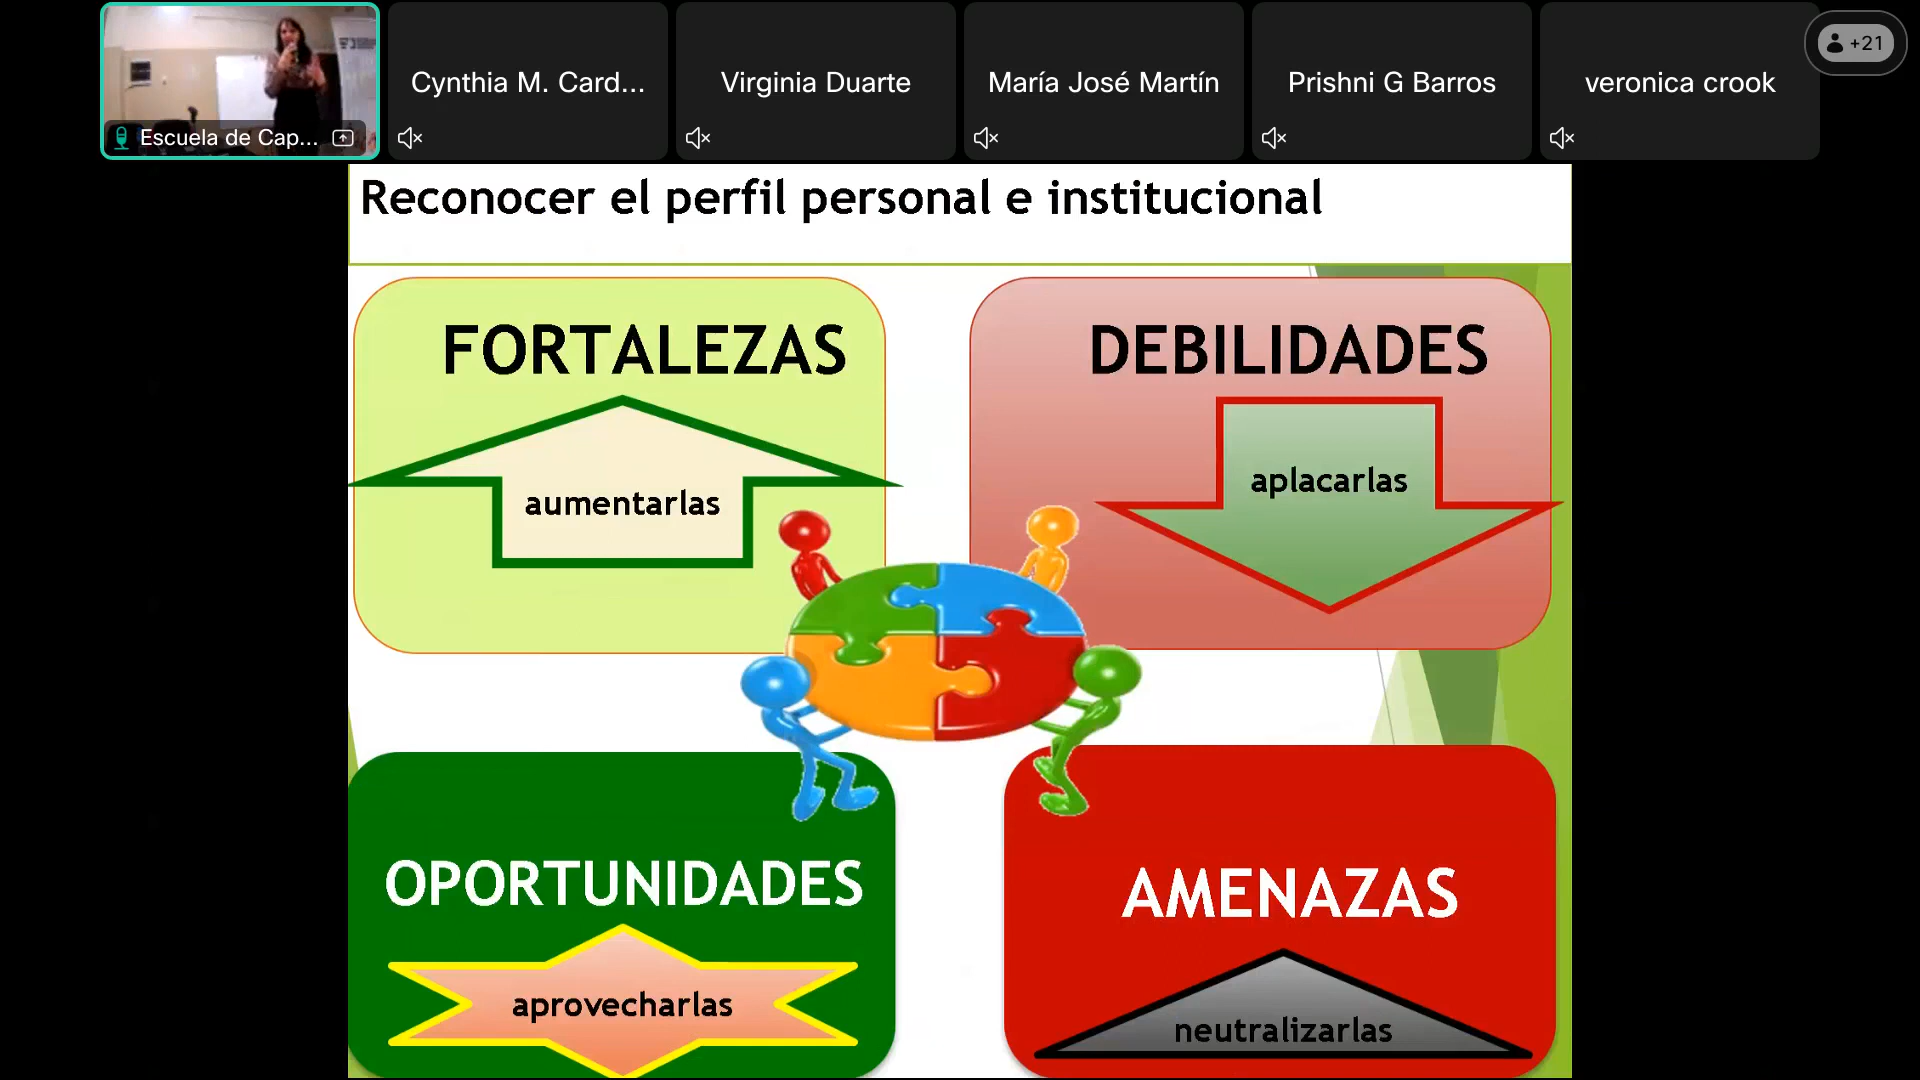 Escuela de Cap...
Cynthia M. Card...
Virginia Duarte
María José Martín
Prishni G Barros
veronica crook
+21
Reconocer el perfil personal e institucional
FORTALEZAS
aumentarlas
DEBILIDADES
aplacarlas
OPORTUNIDADES
aprovecharlas
AMENAZAS
neutralizarlas